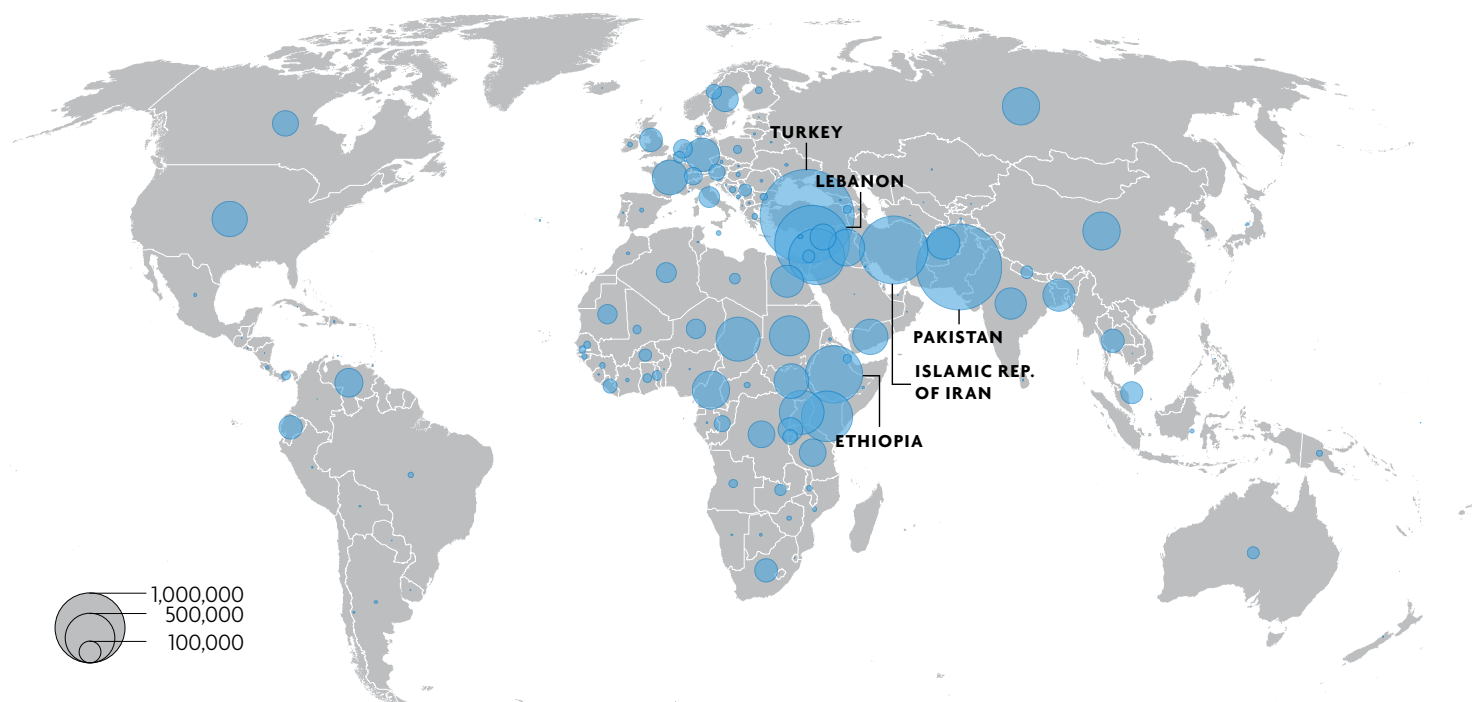 TURKEY
LEBANON
PAKISTAN
ISLAMIC REP.
OF IRAN
ETHIOPIA
1,000,000
500,000
100,000